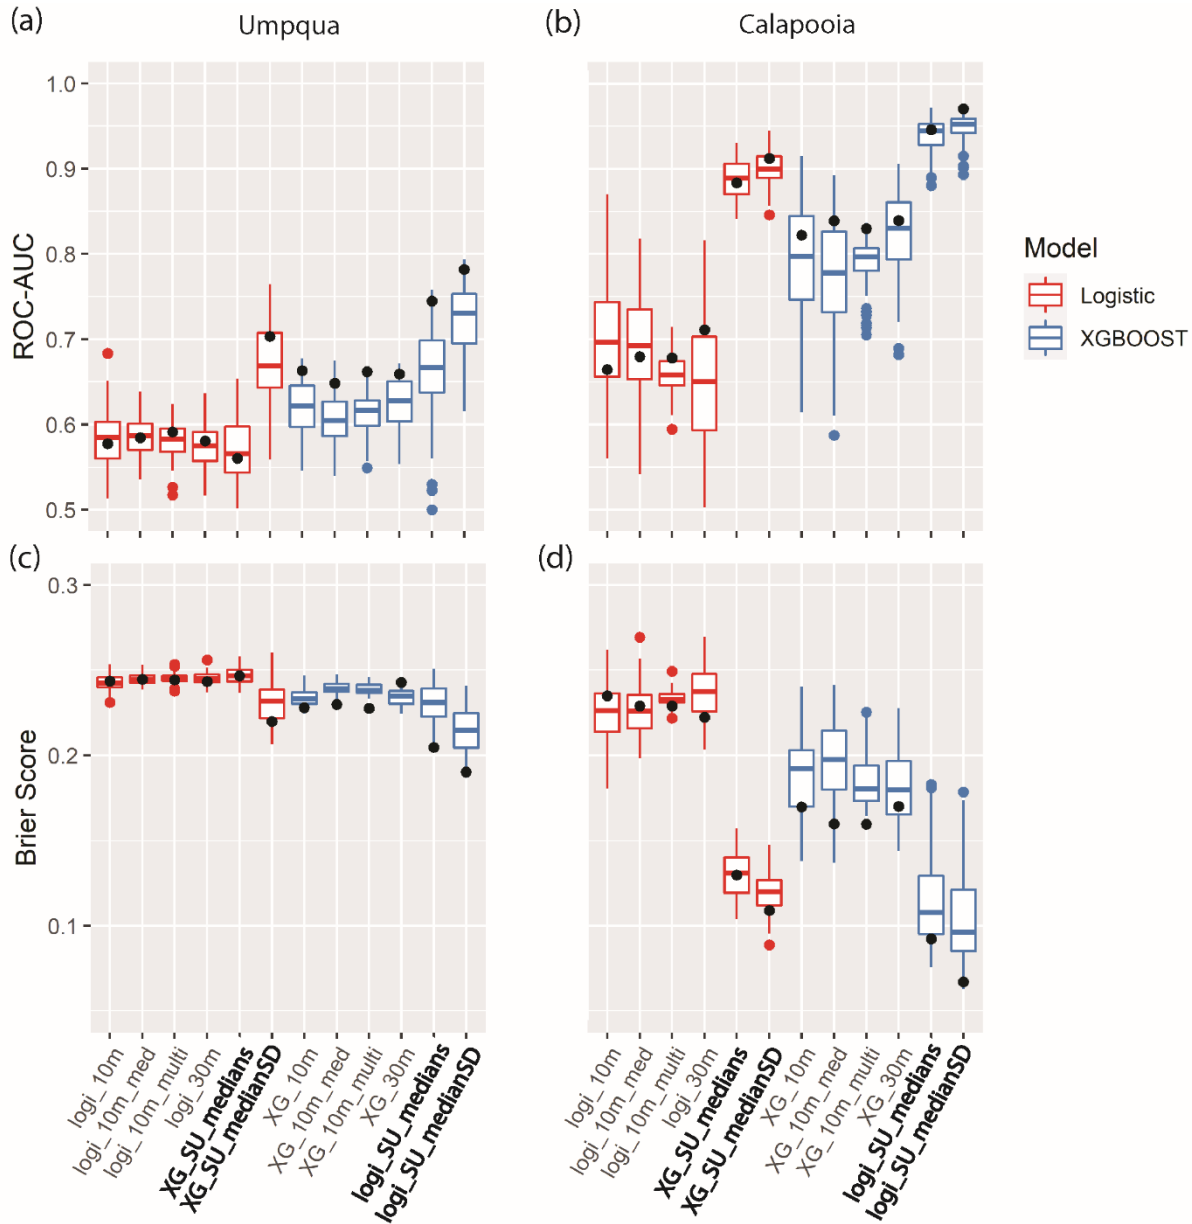 (a)
Umpqua
(b)
Calapooia
1.0
0.9
0.8
0.7
0.6
0.5
ROC-AUC
Model
Logistic
XGBOOST
(c)
(d)
0.3
0.2
0.1
Brier Score
logi_10m
logi_10m_med
logi_10m_multi
logi_30m
XG_SU_medians
XG_SU_medianSD
XG_10m
XG_10m_med
XG_10m_multi
XG_30m
logi_SU_medians
logi_SU_medianSD
logi_10m
logi_10m_med
logi_10m_multi
logi_30m
XG_SU_medians
XG_SU_medianSD
XG_10m
XG_10m_med
XG_10m_multi
XG_30m
logi_SU_medians
logi_SU_medianSD